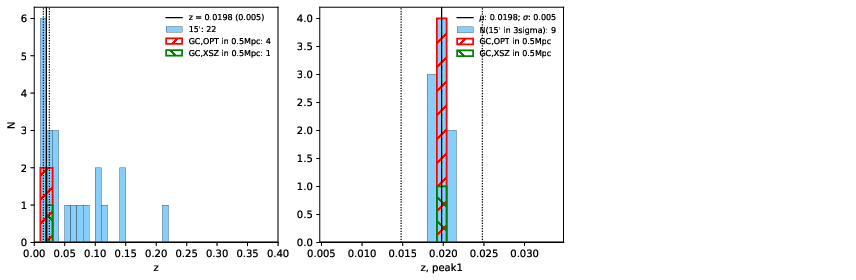 z = 0.0198 (0.005)
15': 22
GC,OPT in 0.5Mpc: 4
GC,XSZ in 0.5Mpc: 1
N
6
5
4
3
2
1
0
0.00 0.05 0.10 0.15 0.20 0.25 0.30 0.35 0.40
z
μ: 0.0198; σ: 0.005
N(15' in 3sigma): 9
GC,OPT in 0.5Mpc
GC,XSZ in 0.5Mpc
4.0
3.5
3.0
2.5
2.0
1.5
1.0
0.5
0.0
0.005 0.010 0.015 0.020 0.025 0.030
z, peak1